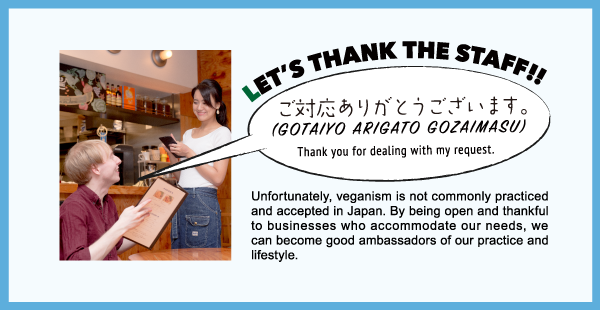 LET'S THANK THE STAFF!!
ご対応ありがとうございます。
(GOTAIYO ARIGATO GOZAIMASU)
Thank you for dealing with my request.
Unfortunately, veganism is not commonly practiced
and accepted in Japan. By being open and thankful
to businesses who accommodate our needs, we
can become good ambassadors of our practice and
lifestyle.